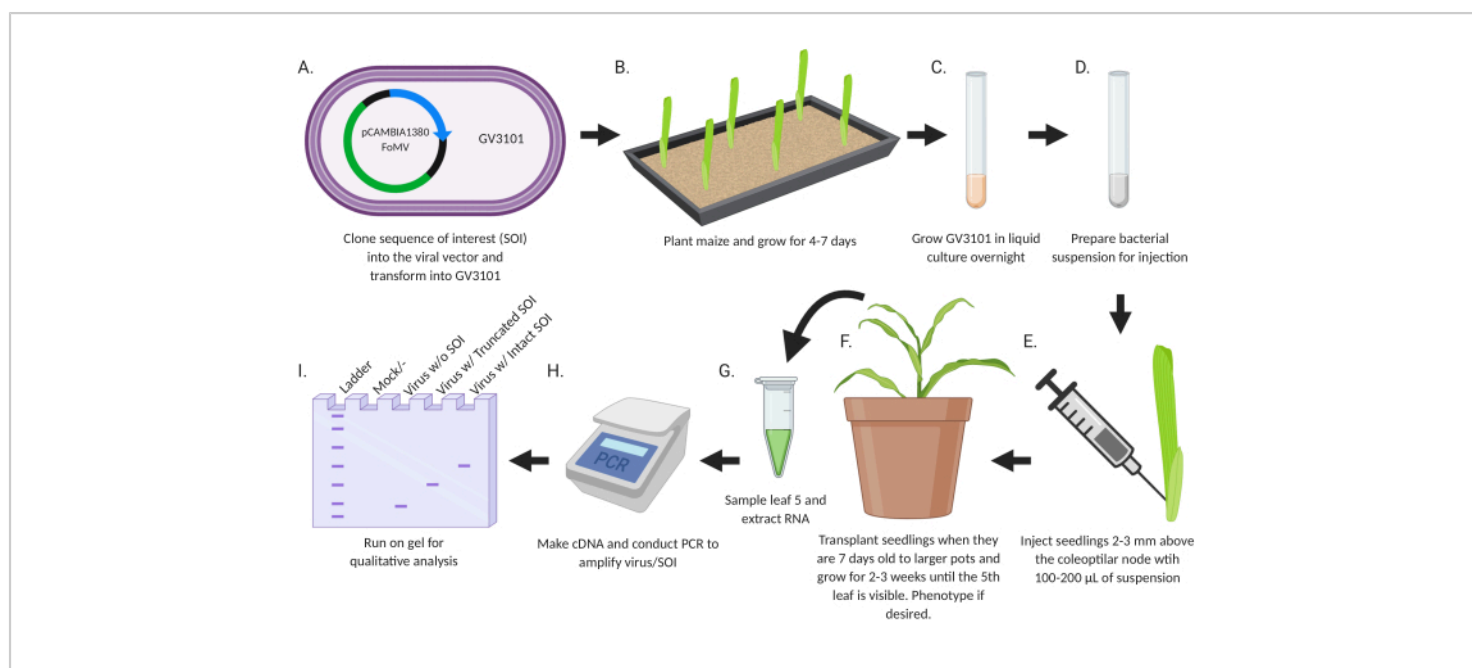 A.
pCAMBIA1380
FoMV
GV3101
Clone sequence of interest (SOI)
into the viral vector and
transform into GV3101
B.
Plant maize and grow for 4-7 days
C.
Grow GV3101 in liquid
culture overnight
D.
Prepare bacterial
suspension for injection
E.
Inject seedlings 2-3 mm above
the coleoptilar node wtih
100-200 µL of suspension
F.
Transplant seedlings when they
are 7 days old to larger pots and
grow for 2-3 weeks until the 5th
leaf is visible. Phenotype if
desired.
G.
Sample leaf 5 and
extract RNA
H.
PCR
Make cDNA and conduct PCR to
amplify virus/SOI
I.
Ladder
Mock/-
Virus w/o SOI
Virus w/ Truncated SOI
Virus w/ Intact SOI
Run on gel for
qualitative analysis